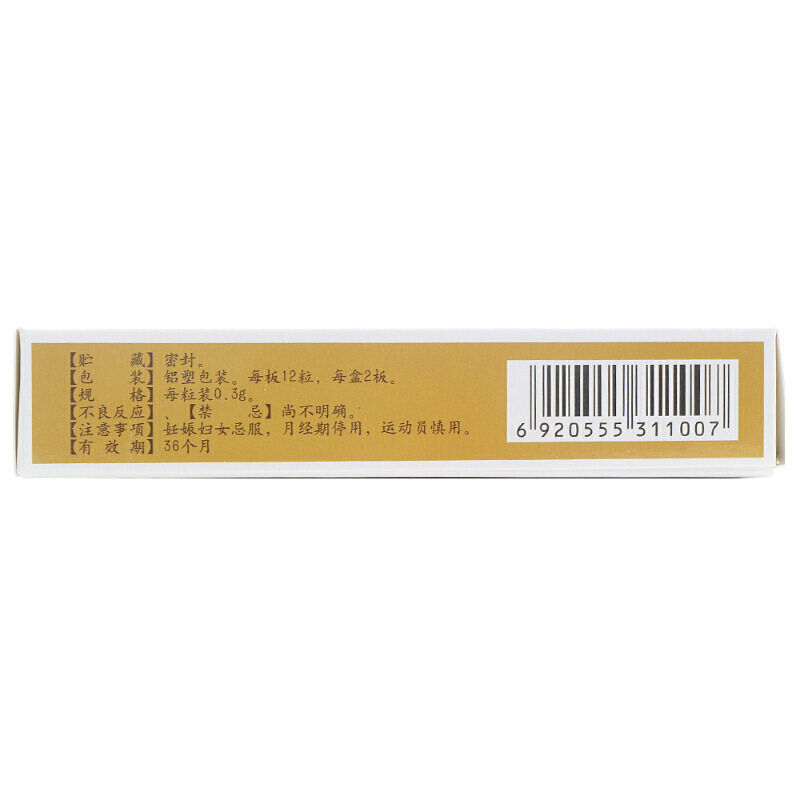 【贮 藏】密封。
【包 装】铝塑包装。每板12粒，每盒2板。
【规 格】每粒装0.3g。
【不良反应】、【禁 忌】尚不明确。
【注意事项】妊娠妇女忌服，月经期停用，运动员慎用。
【有 效 期】36个月
6 920555 311007